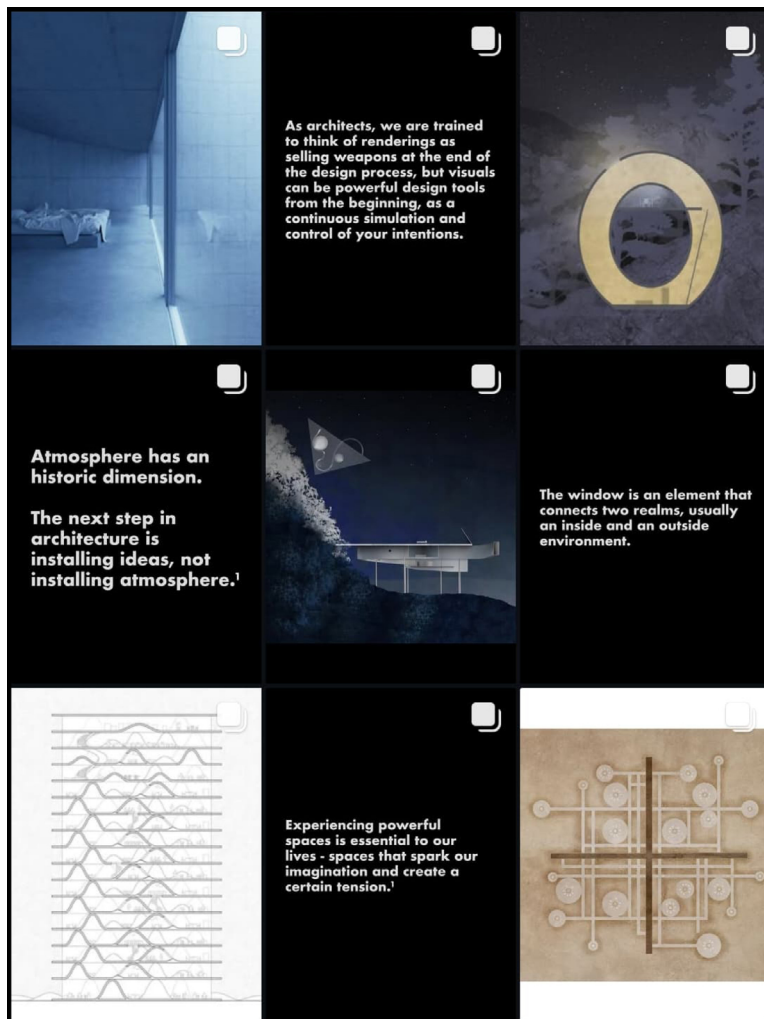 As architects, we are trained
to think of renderings as
selling weapons at the end of
the design process, but visuals
can be powerful design tools
from the beginning, as a
continuous simulation and
control of your intentions.
Atmosphere has an
historic dimension.
The next step in
architecture is
installing ideas, not
installing atmosphere.¹
The window is an element that
connects two realms, usually
an inside and an outside
environment.
Experiencing powerful
spaces is essential to our
lives - spaces that spark our
imagination and create a
certain tension.¹